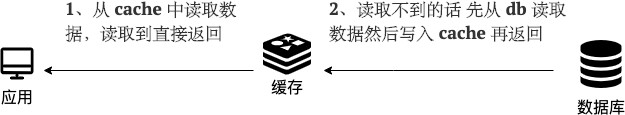 1、从 cache 中读取数
据，读取到直接返回
2、读取不到的话 先从 db 读取
数据然后写入 cache 再返回
应用
缓存
数据库